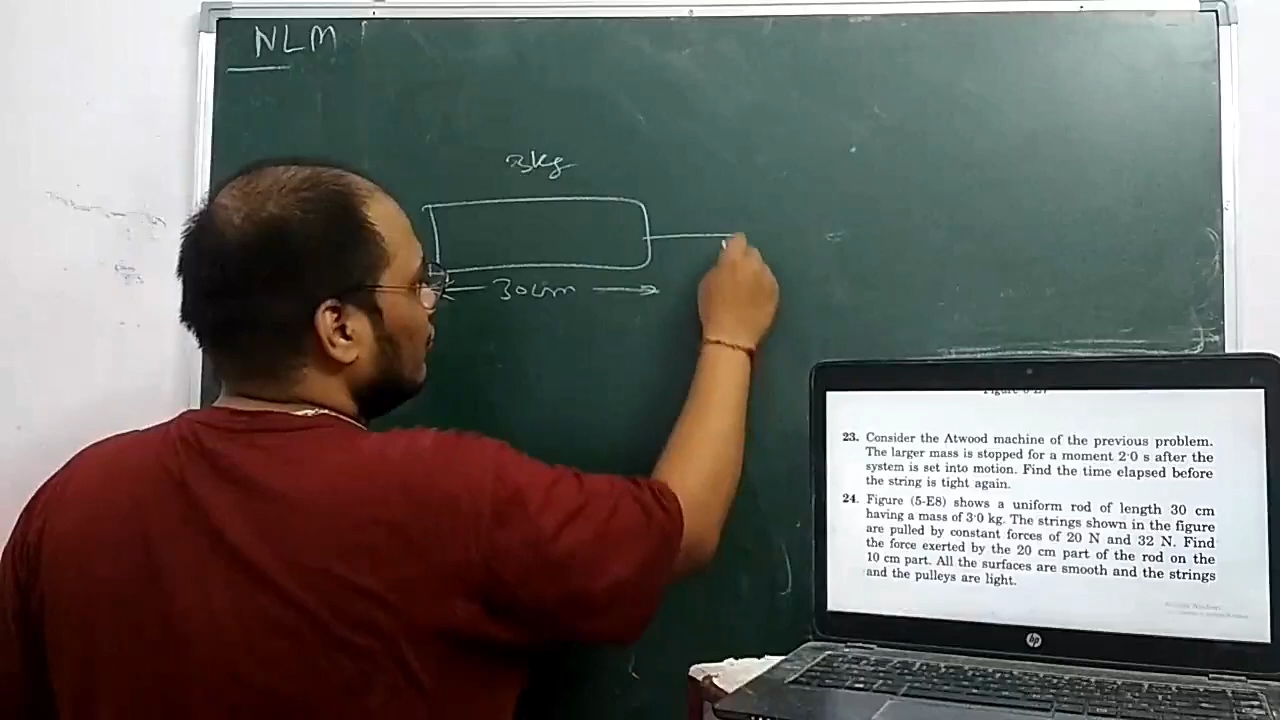 NLM
3kg
30cm
23. Consider the Atwood machine of the previous problem.
The larger mass is stopped for a moment 2·0 s after the
system is set into motion. Find the time elapsed before
the string is tight again.
24. Figure (5-E8) shows a uniform rod of length 30 cm
having a mass of 3·0 kg. The strings shown in the figure
are pulled by constant forces of 20 N and 32 N. Find
the force exerted by the 20 cm part of the rod on the
10 cm part. All the surfaces are smooth and the strings
and the pulleys are light.
hp